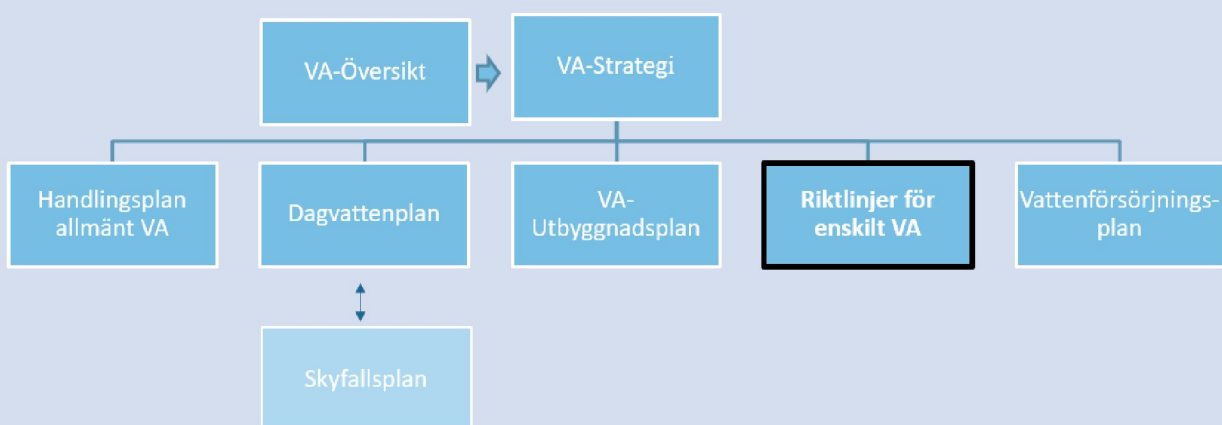 VA-Översikt
VA-Strategi
Handlingsplan
allmänt VA
Dagvattenplan
VA-
Utbyggnadsplan
Riktlinjer för
enskilt VA
Vattenförsörjnings-
plan
Skyfallsplan